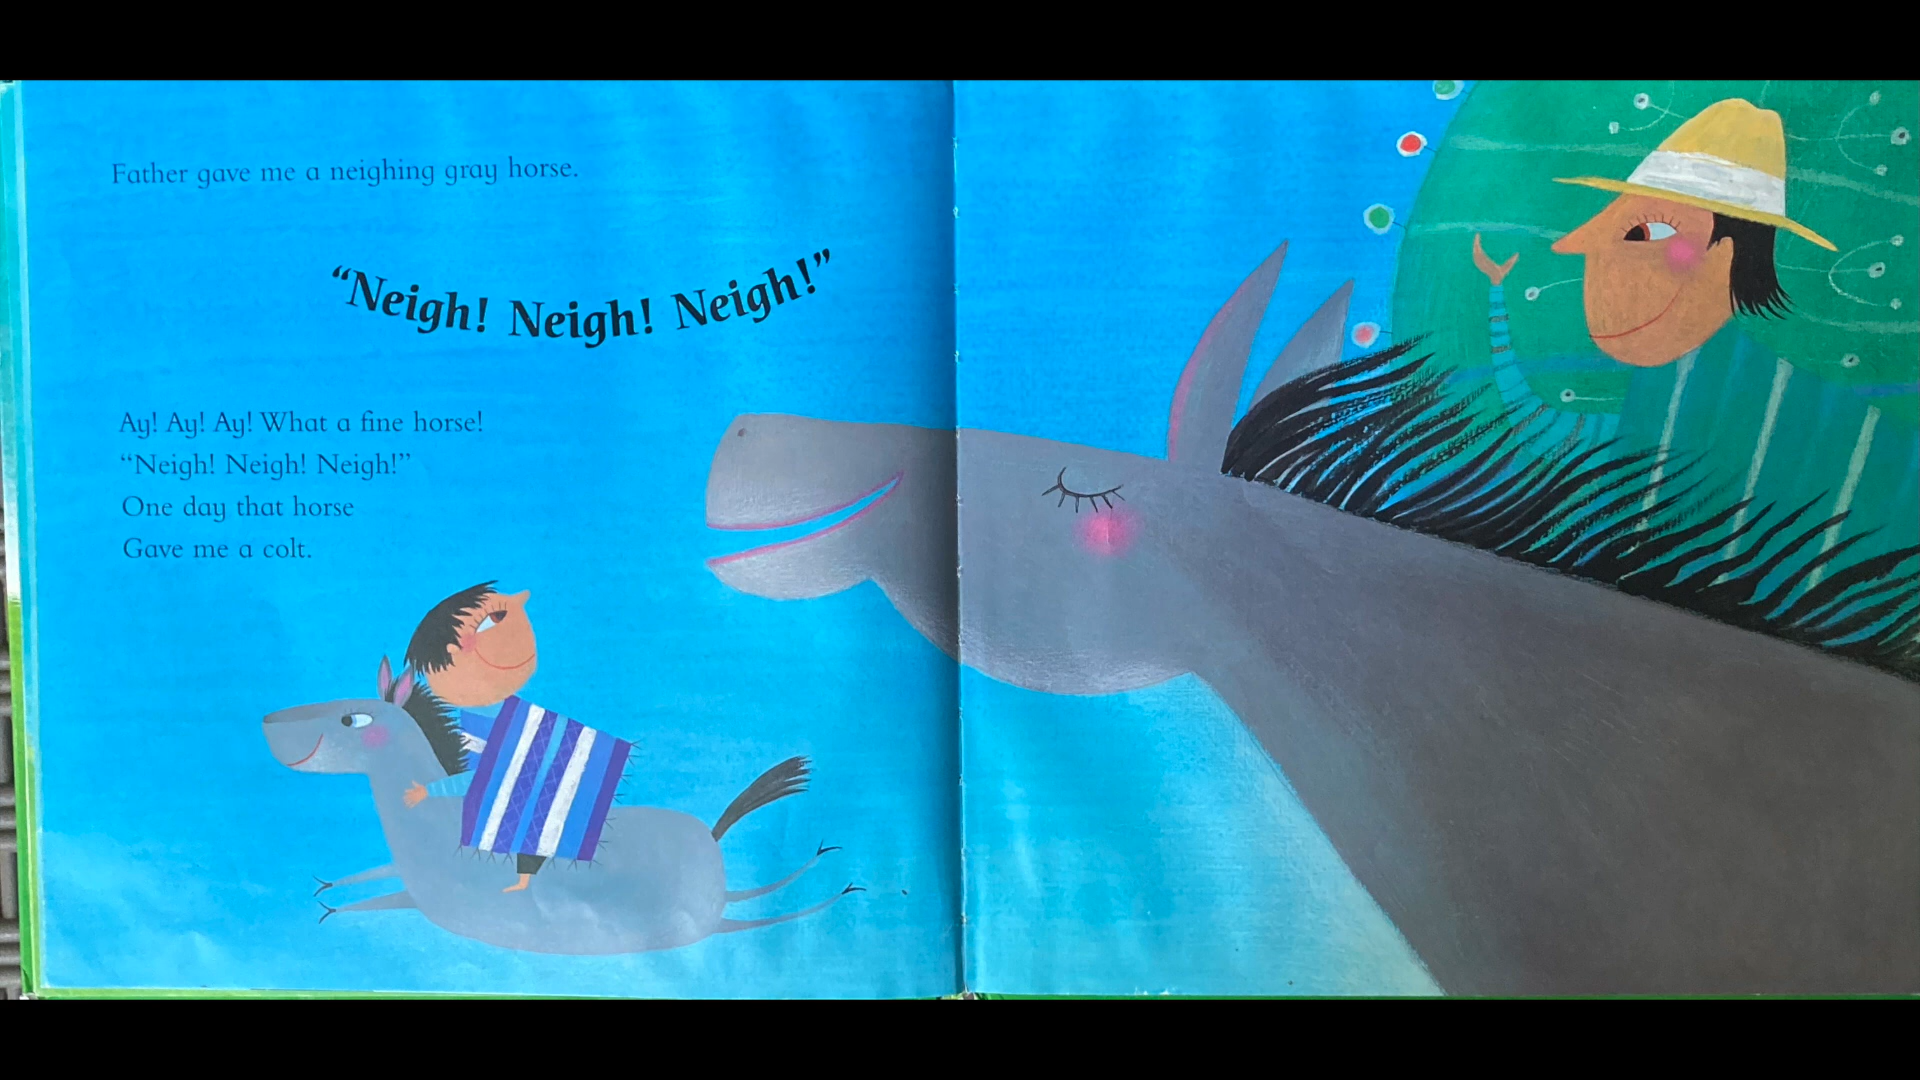 Father gave me a neighing gray horse.
“Neigh! Neigh! Neigh!”
Ay! Ay! Ay! What a fine horse!
“Neigh! Neigh! Neigh!”
One day that horse
Gave me a colt.